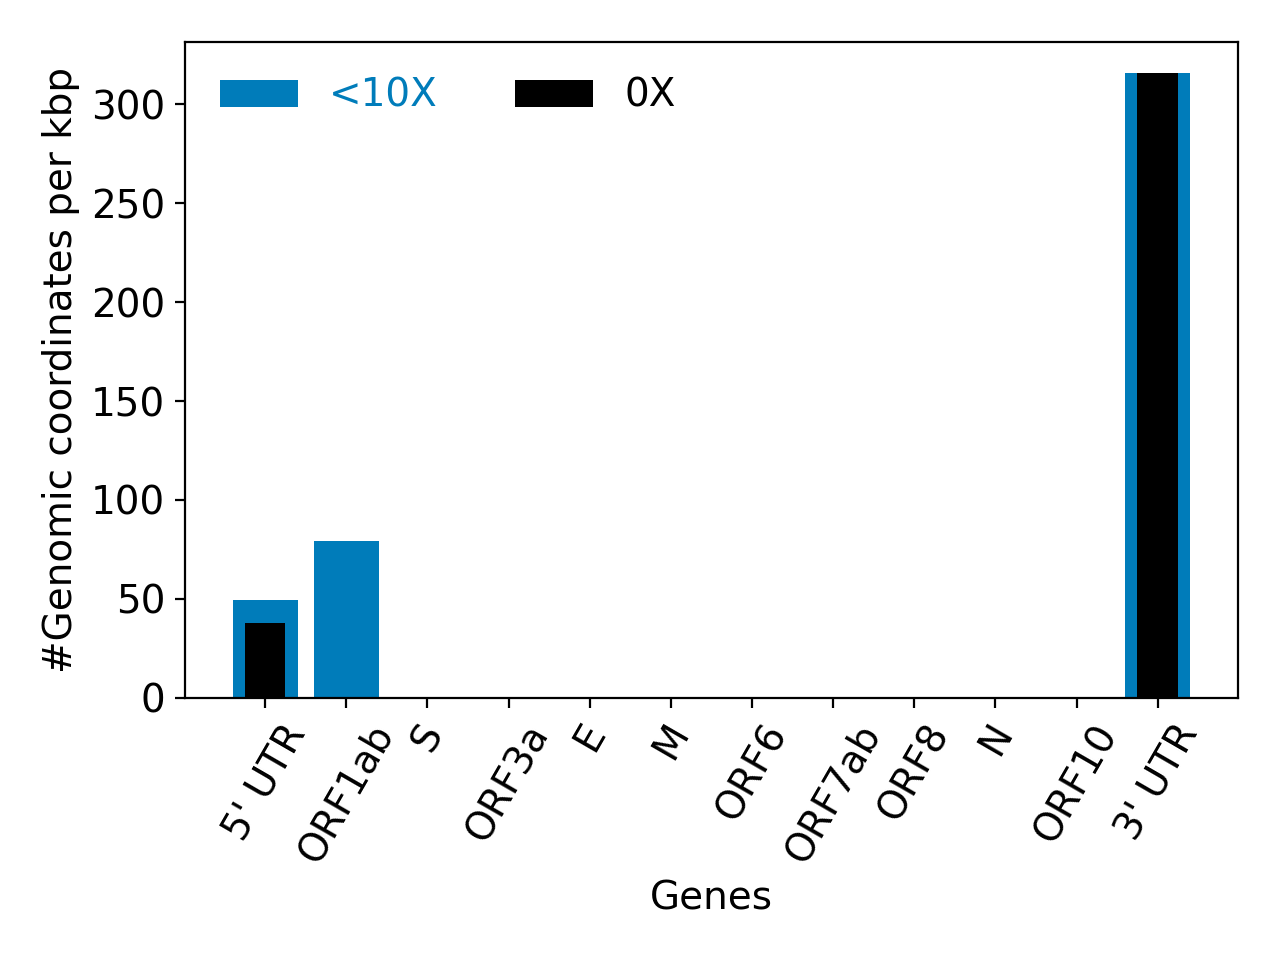 #Genomic coordinates per kbp
300
250
200
150
100
50
0
<10X
0X
5' UTR
ORF1ab
S
ORF3a
E
M
ORF6
ORF7ab
ORF8
N
ORF10
3' UTR
Genes